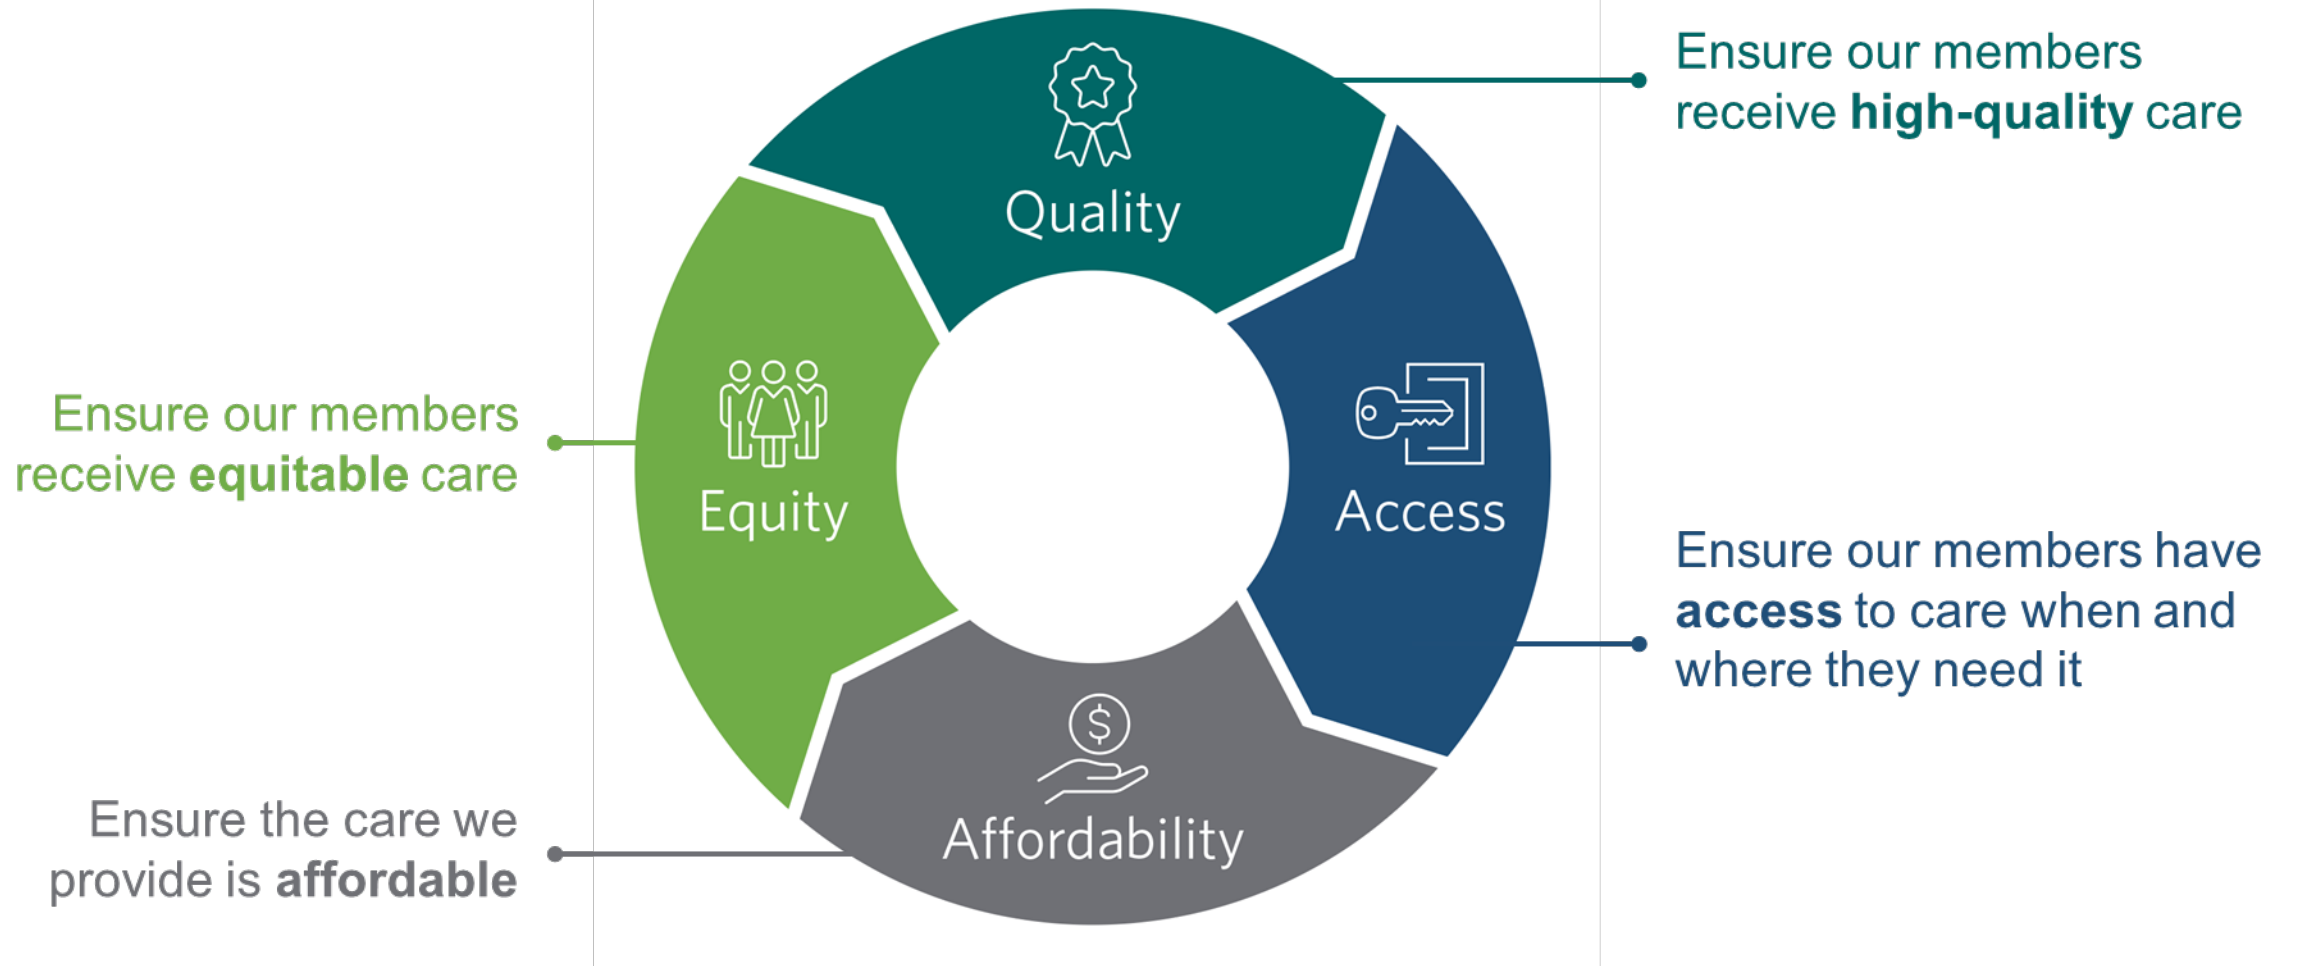 Quality
Ensure our members
receive high-quality care
Access
Ensure our members have
access to care when and
where they need it
$
Affordability
Ensure the care we
provide is affordable
Equity
Ensure our members
receive equitable care